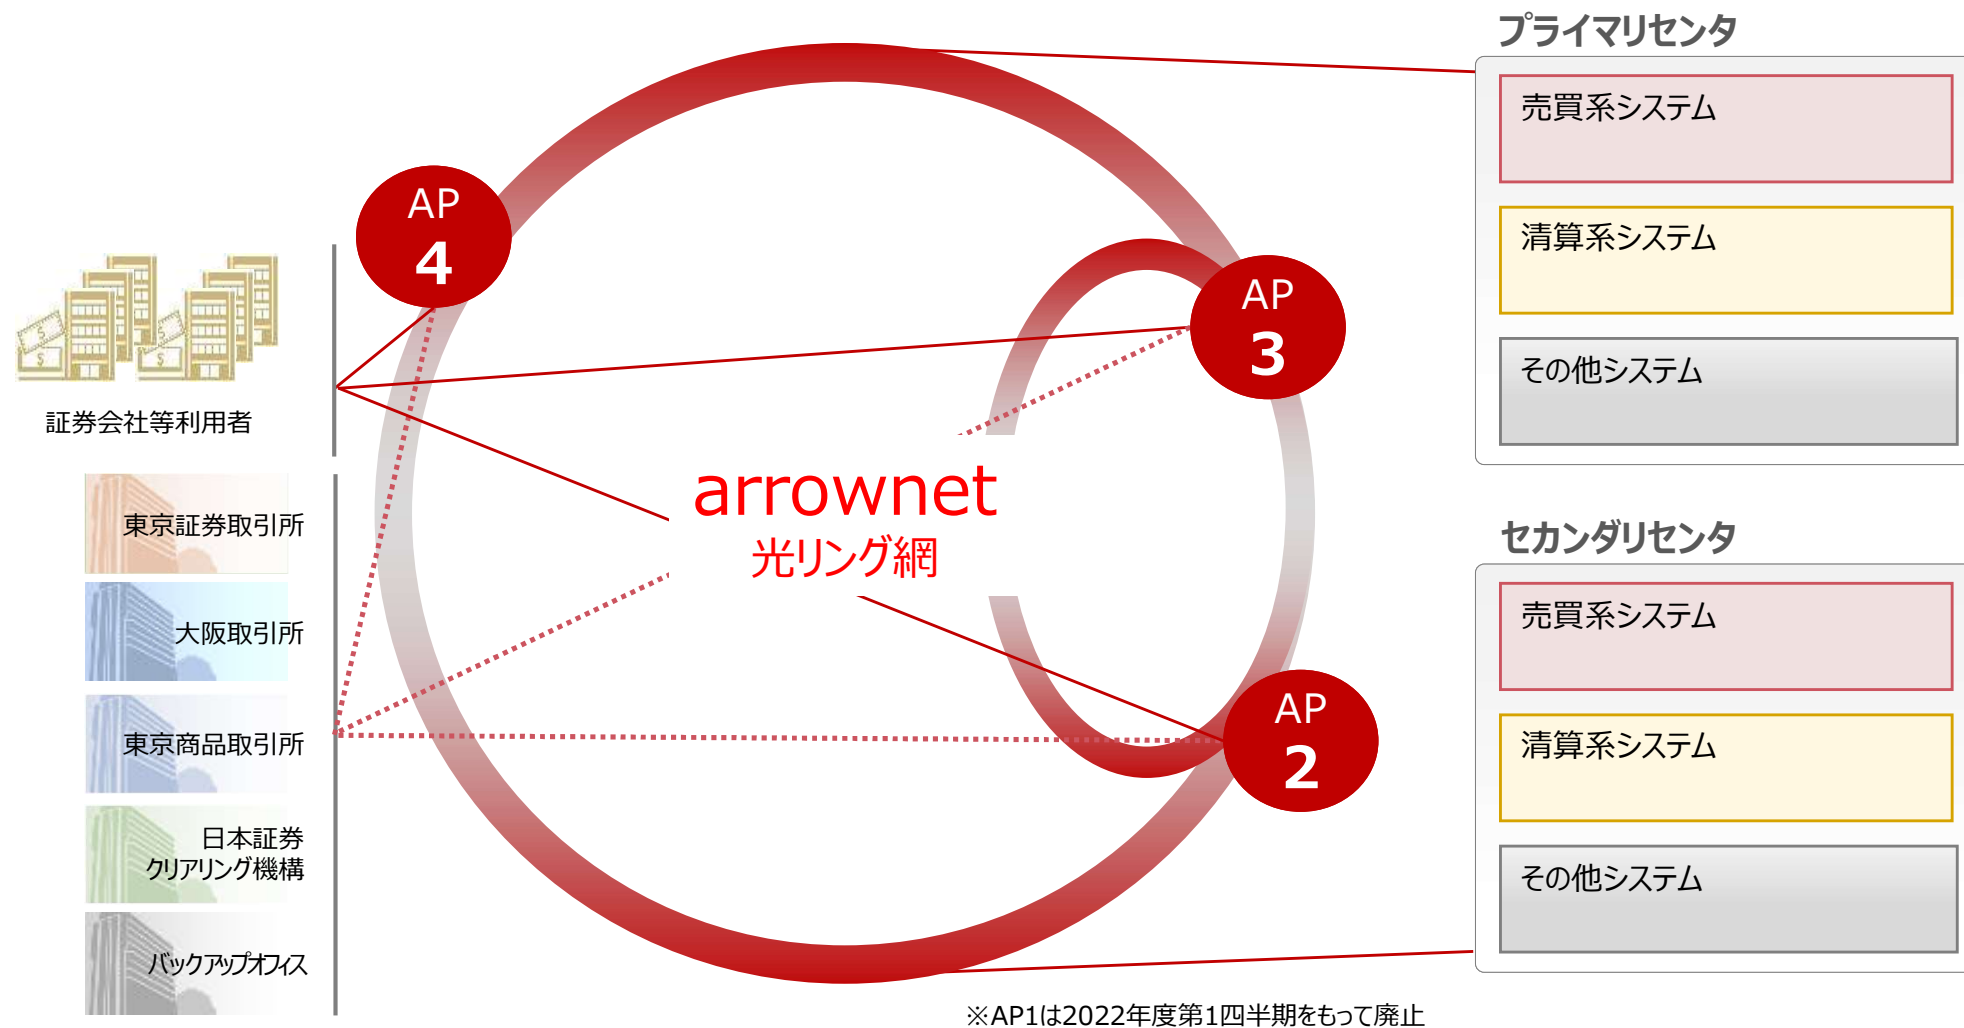 プライマリセンタ
売買系システム
清算系システム
その他システム
AP
4
AP
3
証券会社等利用者
arrownet
光リング網
東京証券取引所
大阪取引所
東京商品取引所
日本証券
クリアリング機構
バックアップオフィス
セカンダリセンタ
売買系システム
清算系システム
その他システム
AP
2
※AP1は2022年度第1四半期をもって廃止